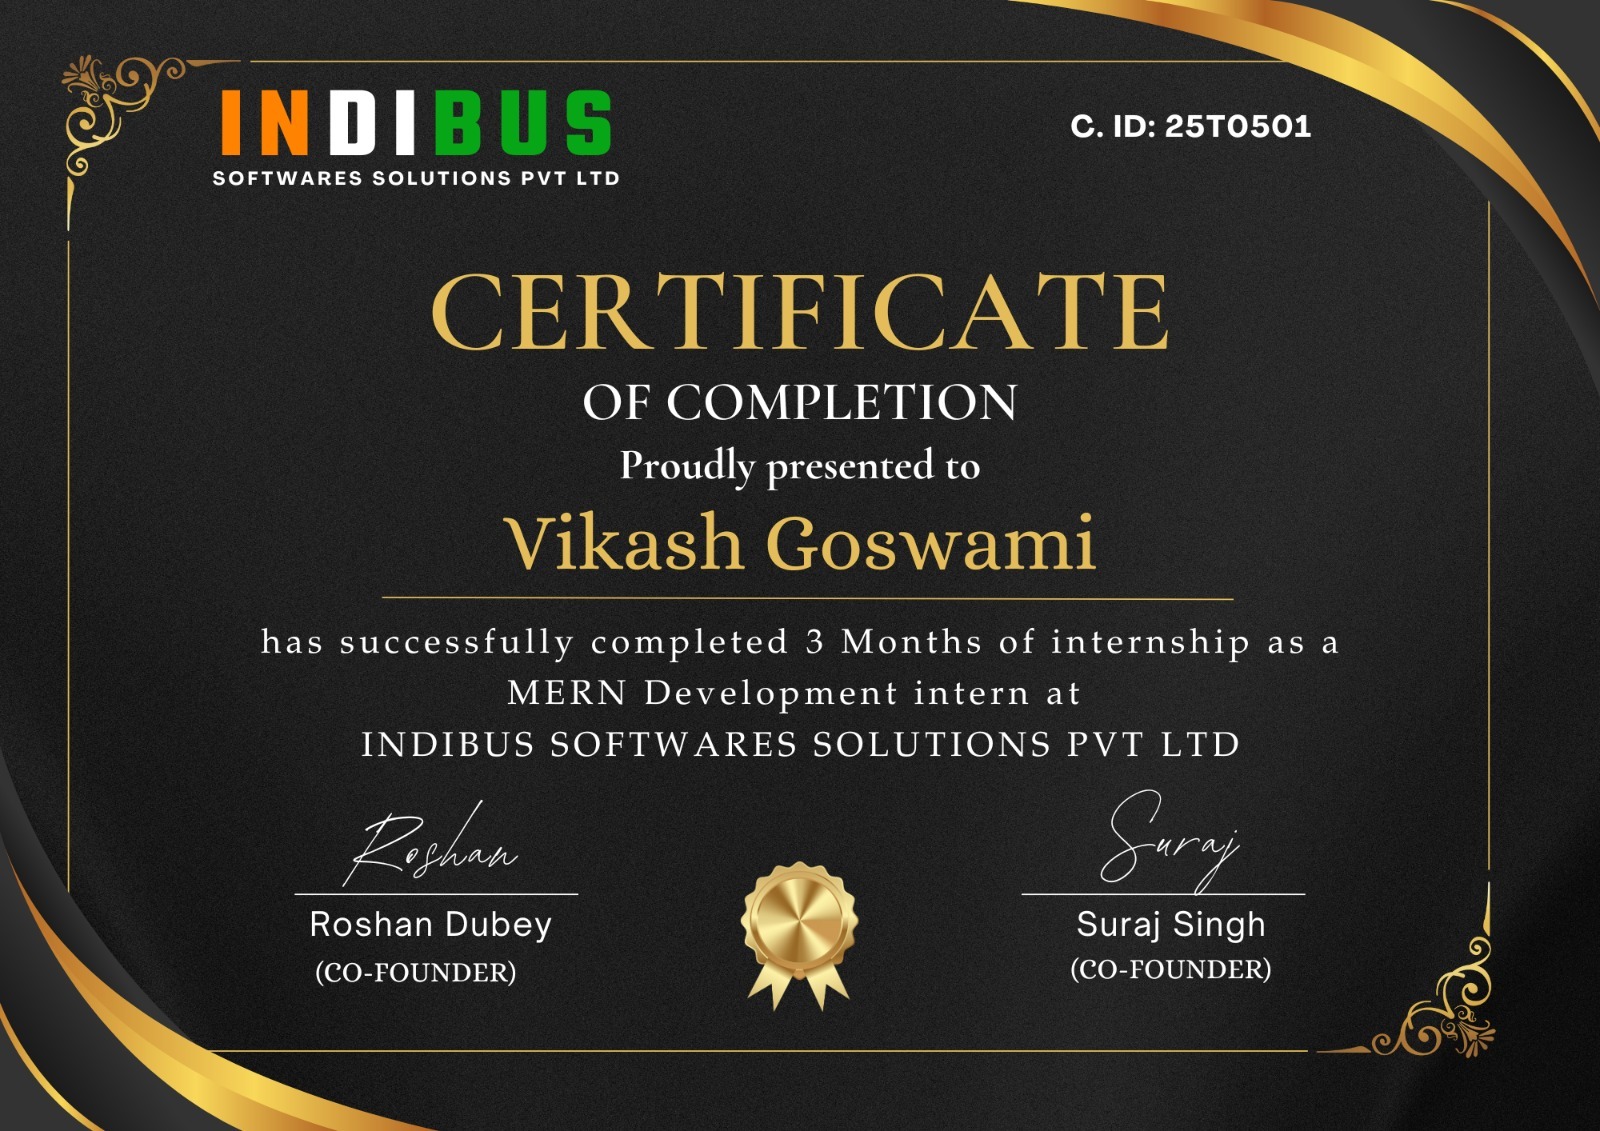 INDIBUS
SOFTWARES SOLUTIONS PVT LTD
C. ID: 25T0501
CERTIFICATE
OF COMPLETION
Proudly presented to
Vikash Goswami
has successfully completed 3 Months of internship as a
MERN Development intern at
INDIBUS SOFTWARES SOLUTIONS PVT LTD
Roshan
Roshan Dubey
(CO-FOUNDER)
Suraj
Suraj Singh
(CO-FOUNDER)